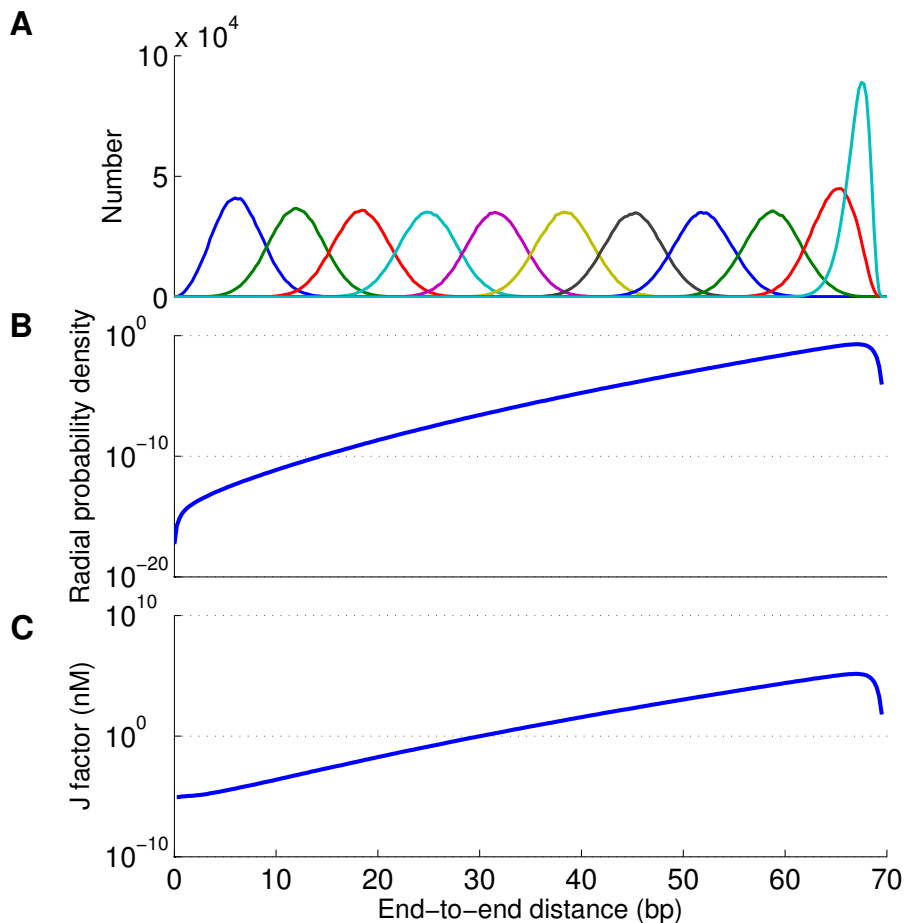 A
x 10^4
10
5
0
Number
B
10^0
10^-10
10^-20
Radial probability density
C
10^10
10^0
10^-10
J factor (nM)
0 10 20 30 40 50 60 70
End-to-end distance (bp)